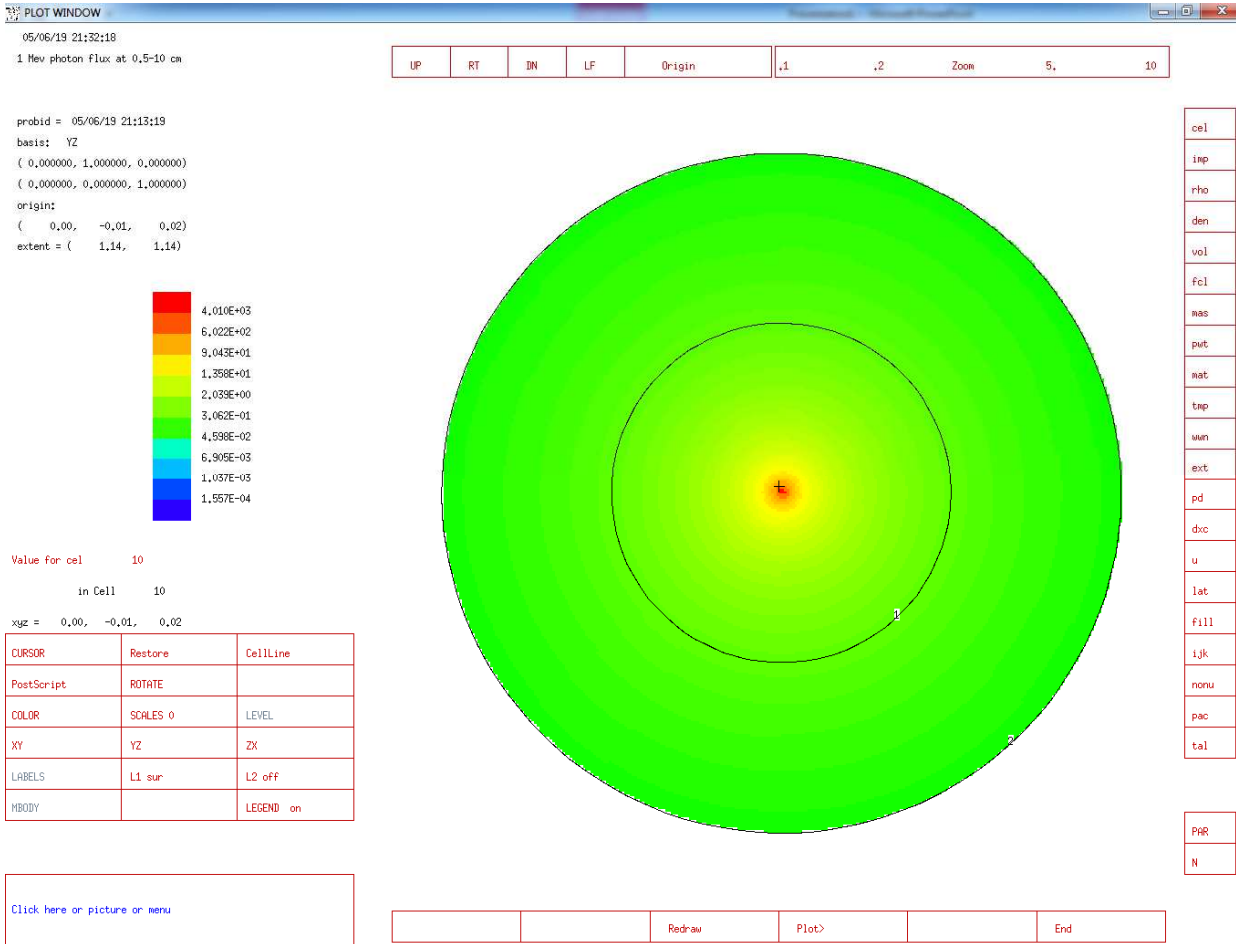 PLOT WINDOW
05/06/19 21:32:18
1 Mev photon flux at 0.5-10 cm
UP RT DN LF Origin .1 .2 Zoom 5. 10
probid = 05/06/19 21:13:19
basis: YZ
( 0.000000, 1.000000, 0.000000)
( 0.000000, 0.000000, 1.000000)
origin:
( 0.00, -0.01, 0.02)
extent = ( 1.14, 1.14)
4.010E+03
6.022E+02
9.043E+01
1.358E+01
2.039E+00
3.062E-01
4.598E-02
6.905E-03
1.037E-03
1.557E-04
Value for cel 10
in Cell 10
xyz = 0.00, -0.01, 0.02
CURSOR Restore CellLine
PostScript ROTATE
COLOR SCALES 0 LEVEL
XY YZ ZX
LABELS L1 sur L2 off
MBODY LEGEND on
Click here or picture or menu
1
2
cel
imp
rho
den
vol
fcl
mas
pwt
mat
tmp
wwn
ext
pd
dxc
u
lat
fill
ijk
nonu
pac
tal
PAR
N
Redraw Plot> End